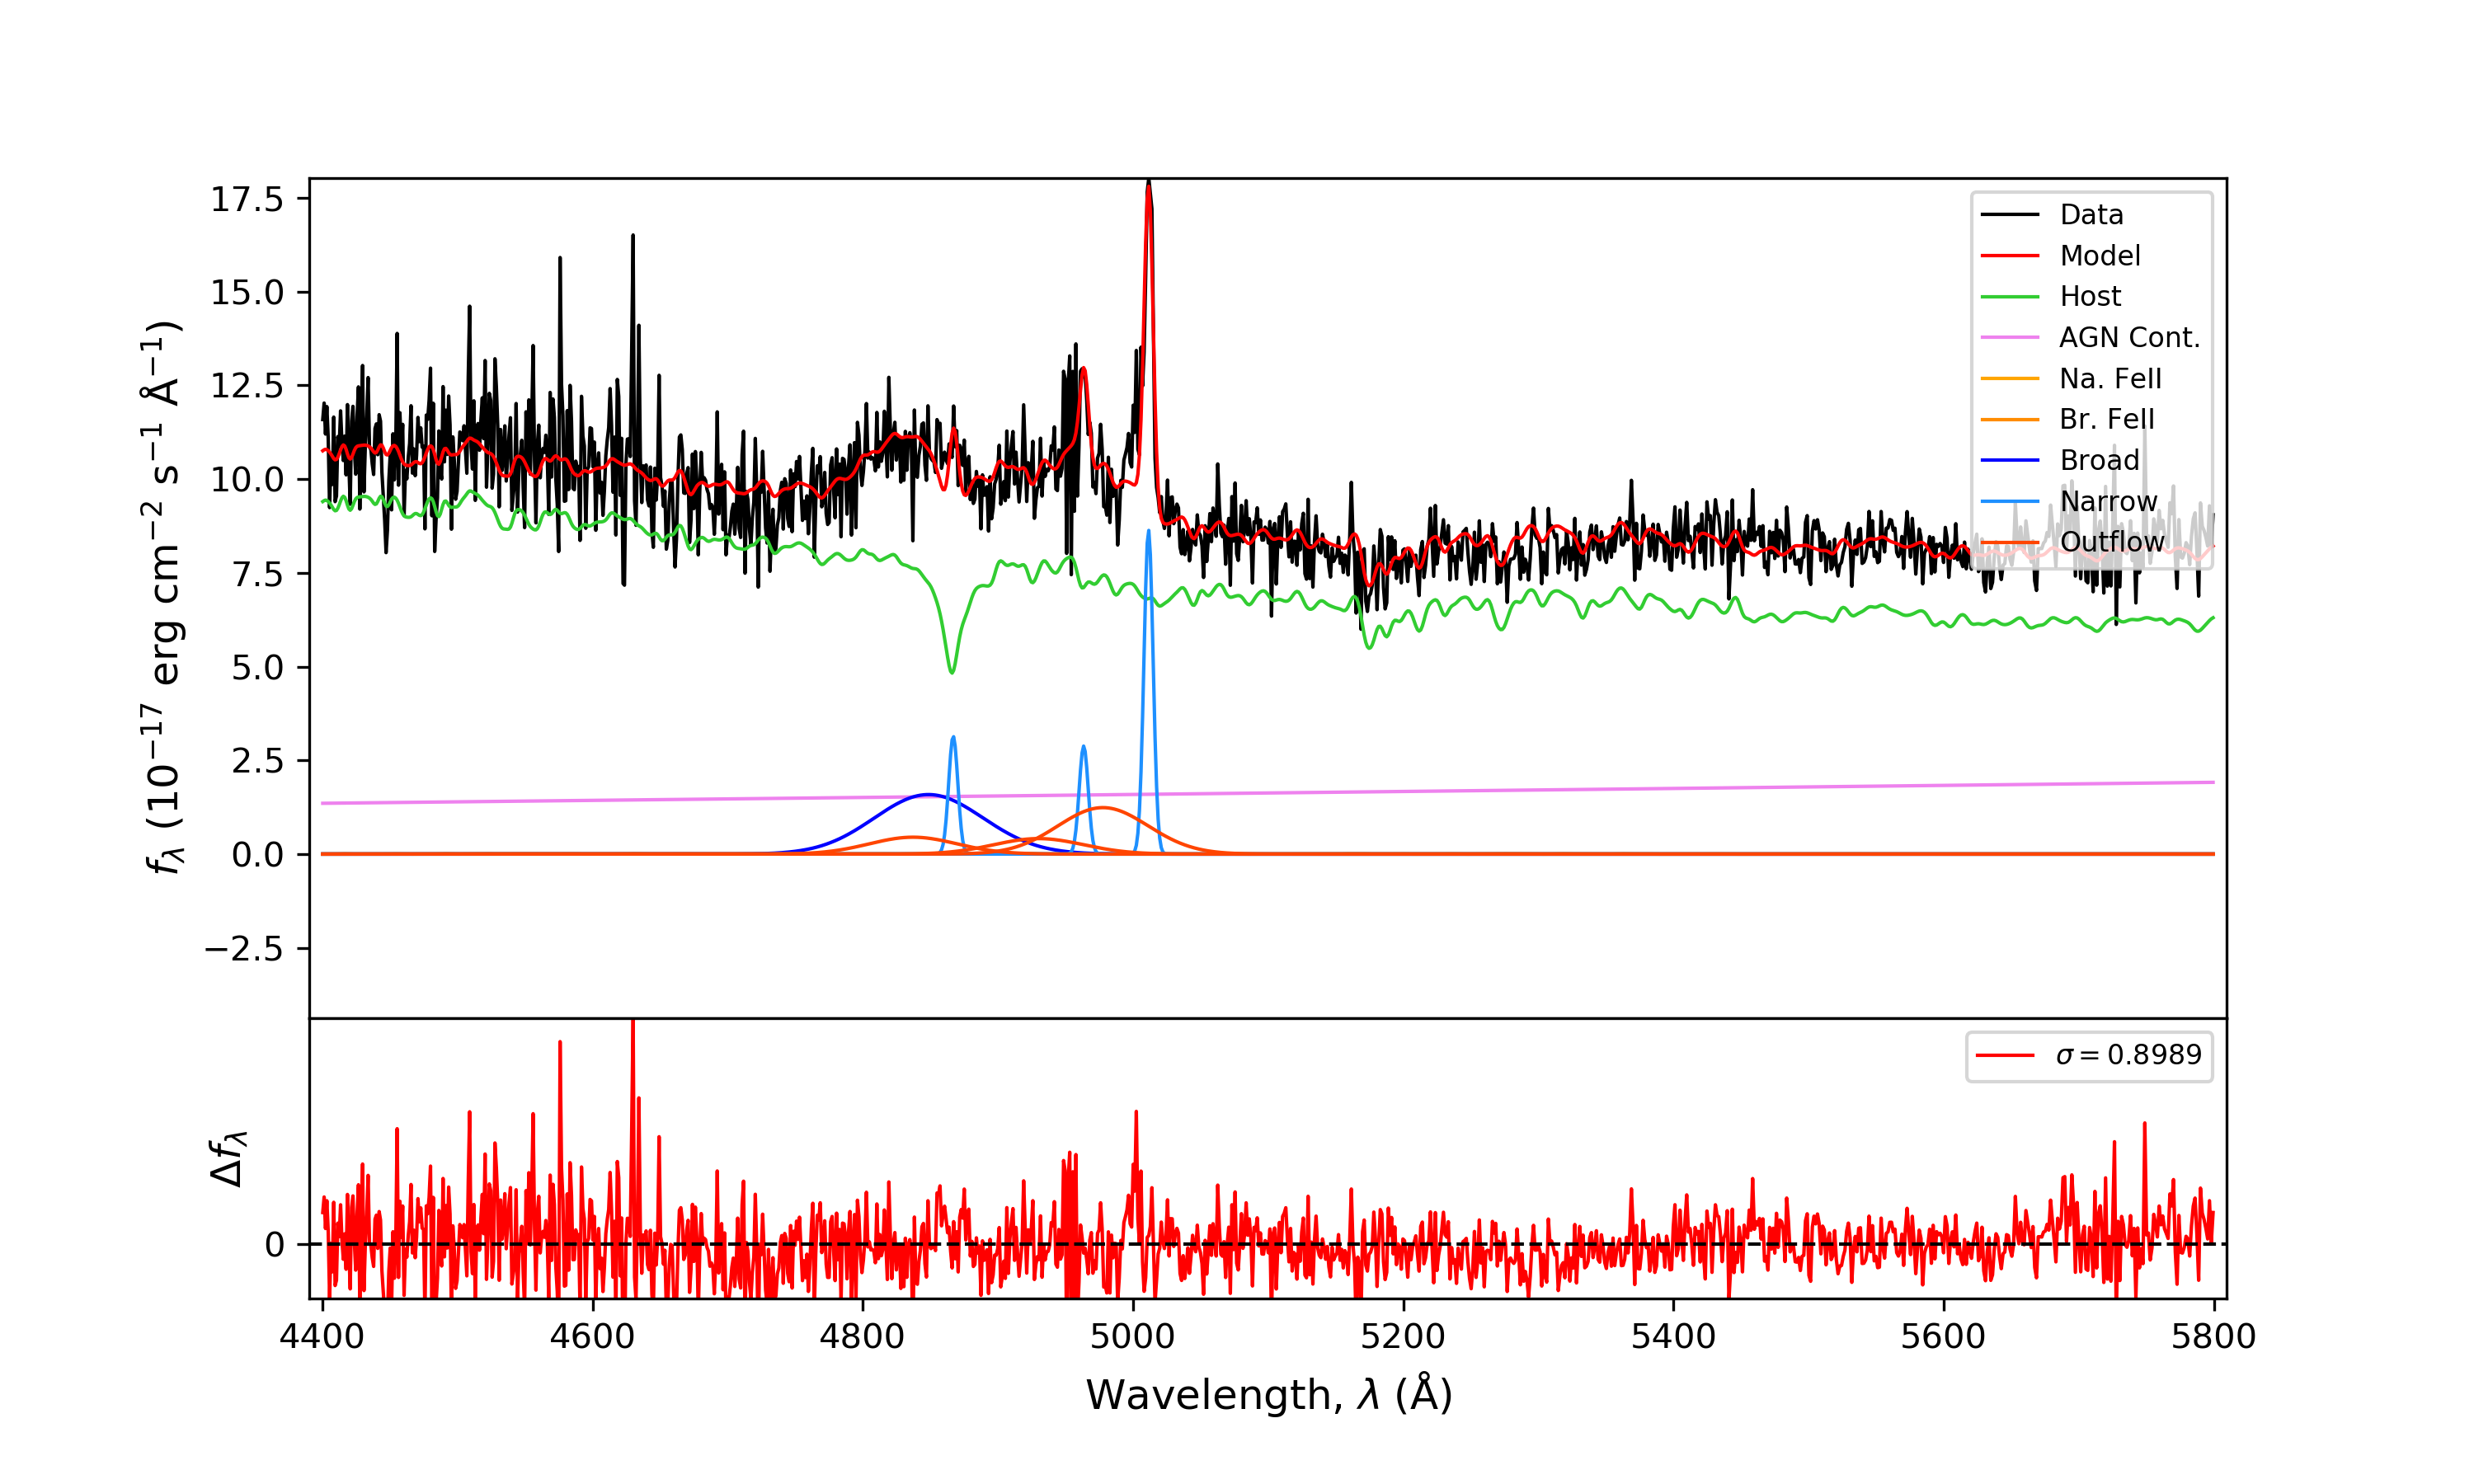 17.5
15.0
12.5
10.0
7.5
5.0
2.5
0.0
−2.5
fλ (10⁻¹⁷ erg cm⁻² s⁻¹ Å⁻¹)
Data
Model
Host
AGN Cont.
Na. FeII
Br. FeII
Broad
Narrow
Outflow
σ = 0.8989
0
Δfλ
4400 4600 4800 5000 5200 5400 5600 5800
Wavelength, λ (Å)